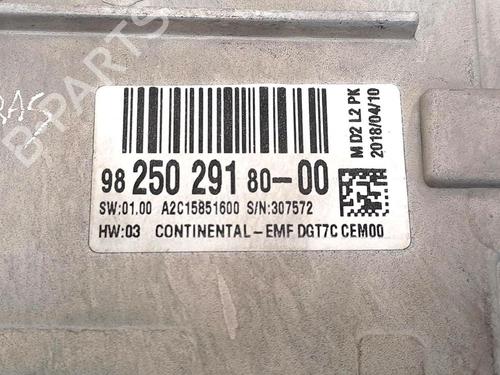 98 250 291 80-00
SW:01.00 A2C15851600 S/N:307572
HW:03 CONTINENTAL-EMF DGT7C CEM00
M D2 L2 PK
2018/04/10
B-PARTS